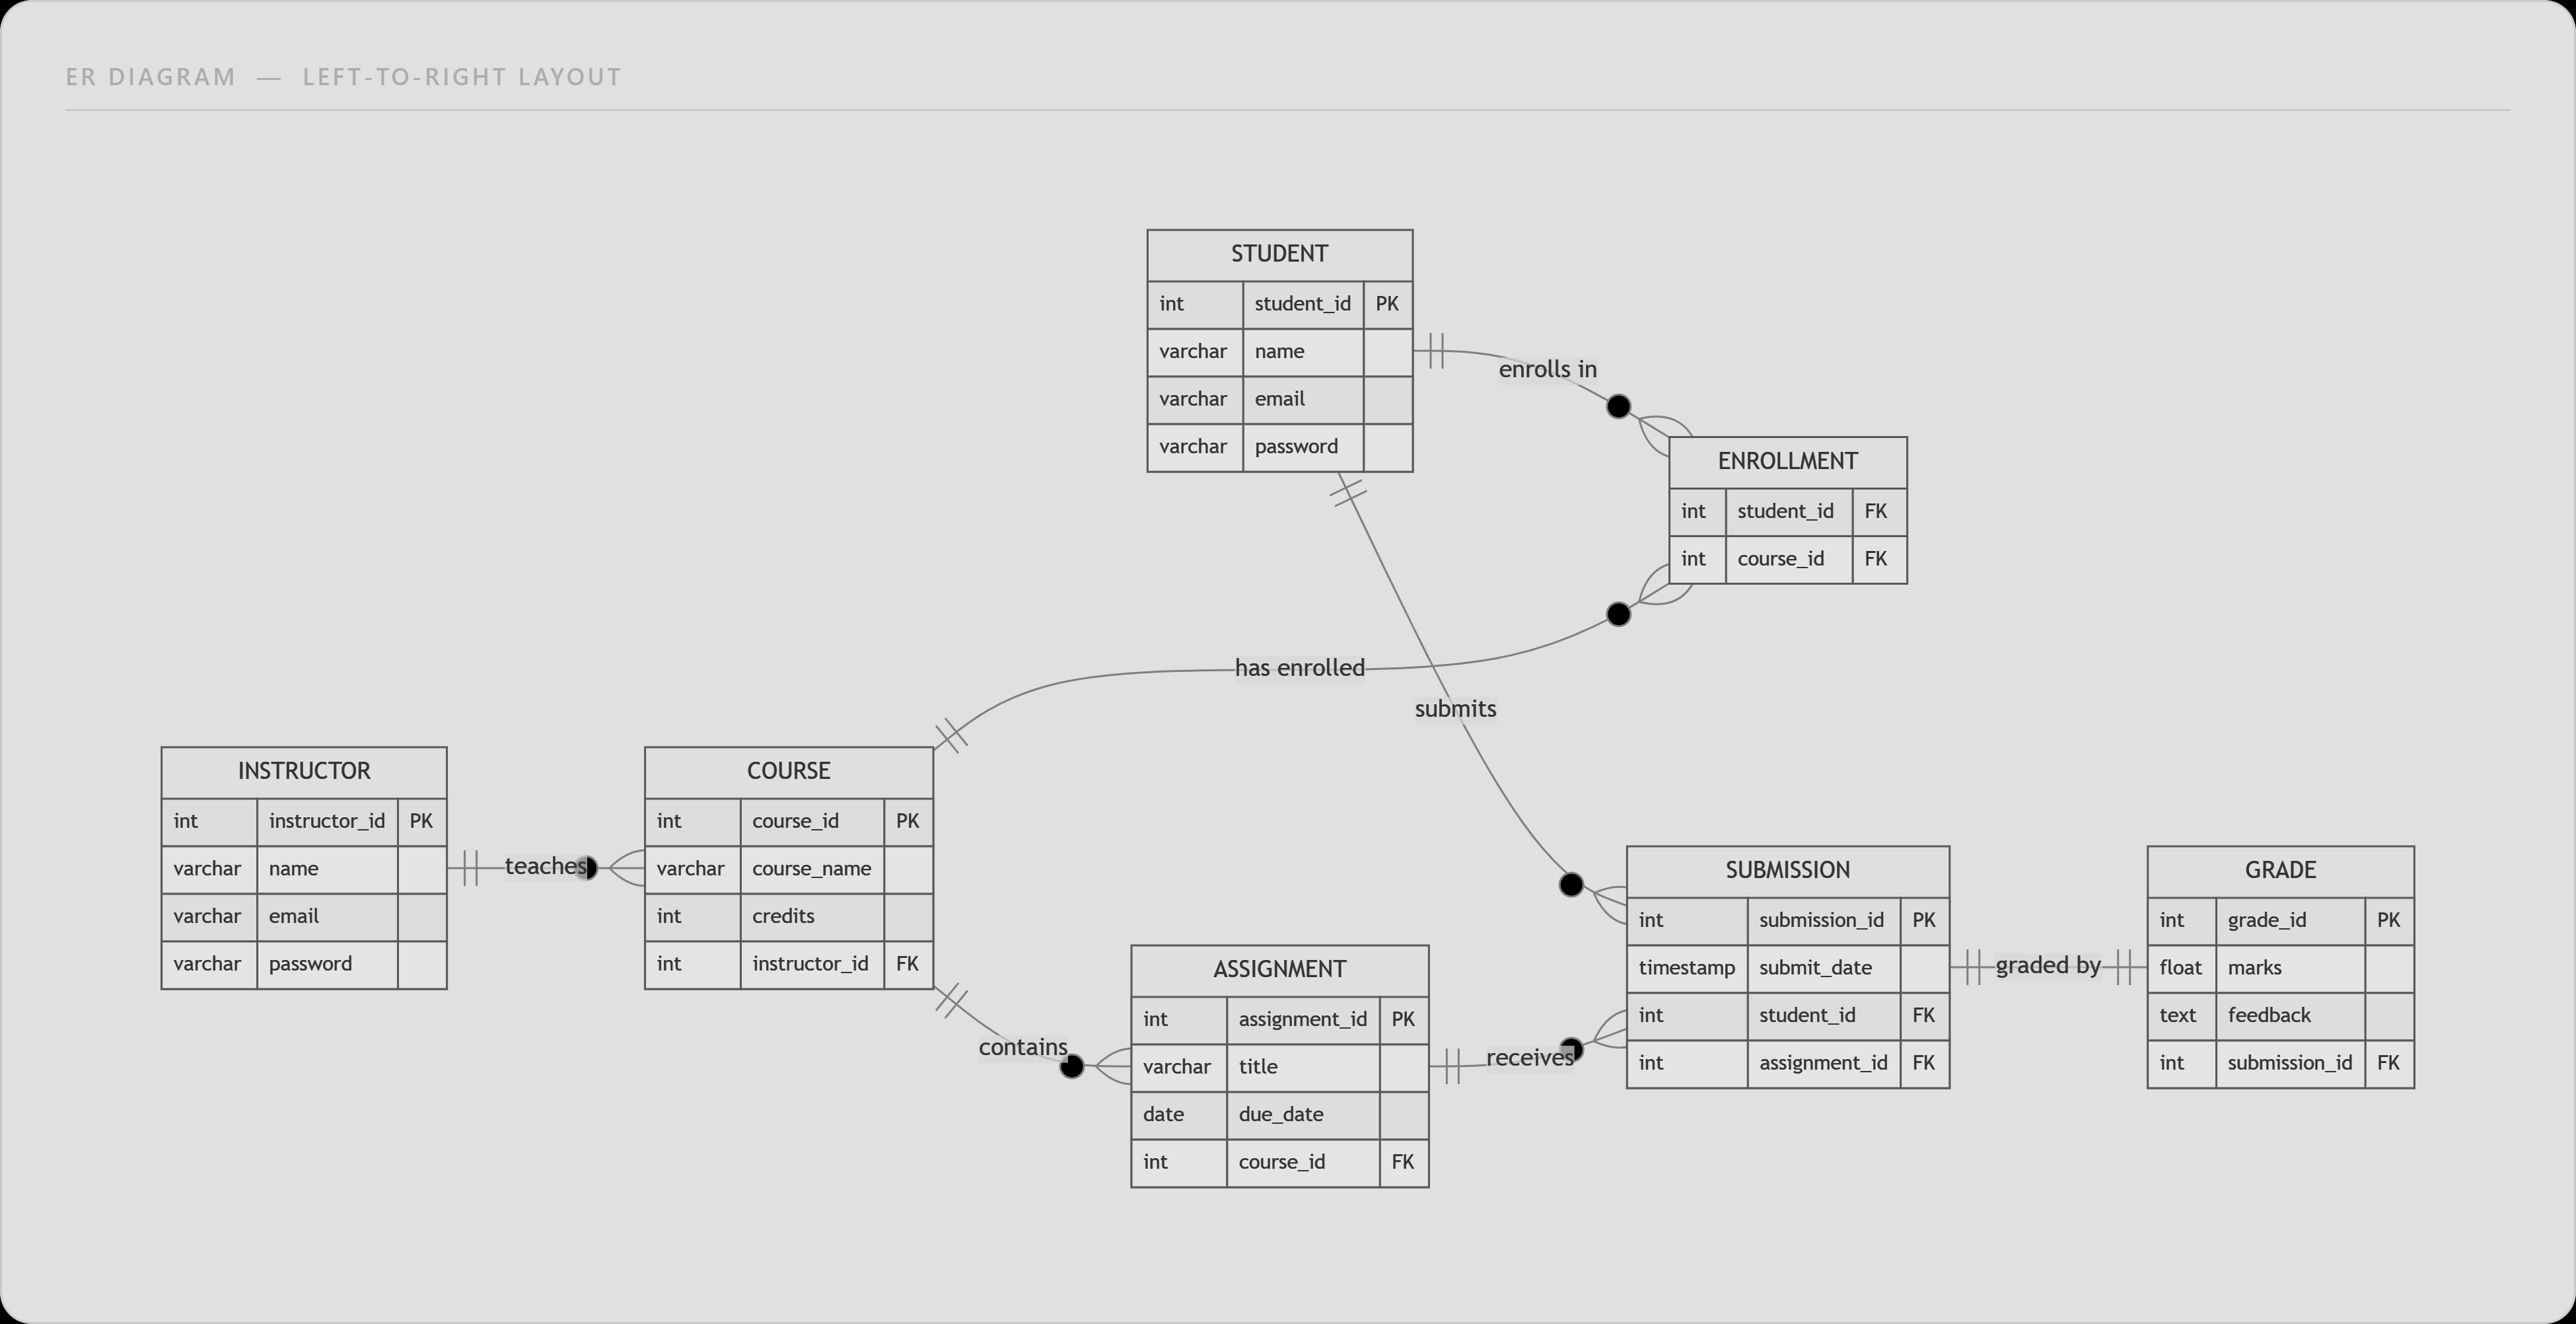 ER DIAGRAM — LEFT-TO-RIGHT LAYOUT
STUDENT
int student_id PK
varchar name
varchar email
varchar password
enrolls in
ENROLLMENT
int student_id FK
int course_id FK
has enrolled
submits
INSTRUCTOR
int instructor_id PK
varchar name
varchar email
varchar password
teaches
COURSE
int course_id PK
varchar course_name
int credits
int instructor_id FK
contains
ASSIGNMENT
int assignment_id PK
varchar title
date due_date
int course_id FK
receives
SUBMISSION
int submission_id PK
timestamp submit_date
int student_id FK
int assignment_id FK
graded by
GRADE
int grade_id PK
float marks
text feedback
int submission_id FK